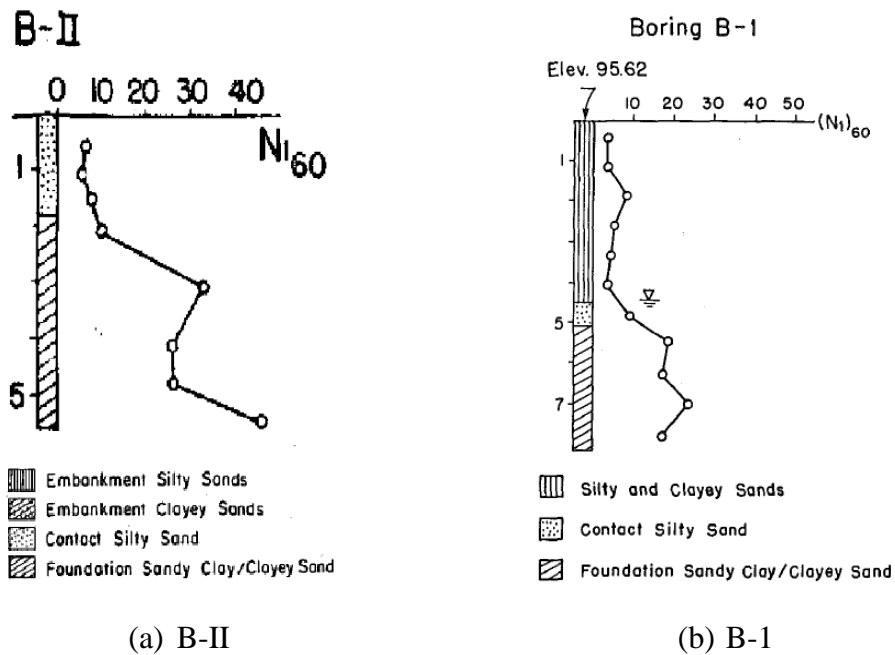 B-II
0 10 20 30 40
N1 60
1
5
Embankment Silty Sands
Embankment Clayey Sands
Contact Silty Sand
Foundation Sandy Clay/Clayey Sand
(a) B-II
Boring B-1
Elev. 95.62
10 20 30 40 50 (N1)60
1
5
7
Silty and Clayey Sands
Contact Silty Sand
Foundation Sandy Clay/Clayey Sand
(b) B-1